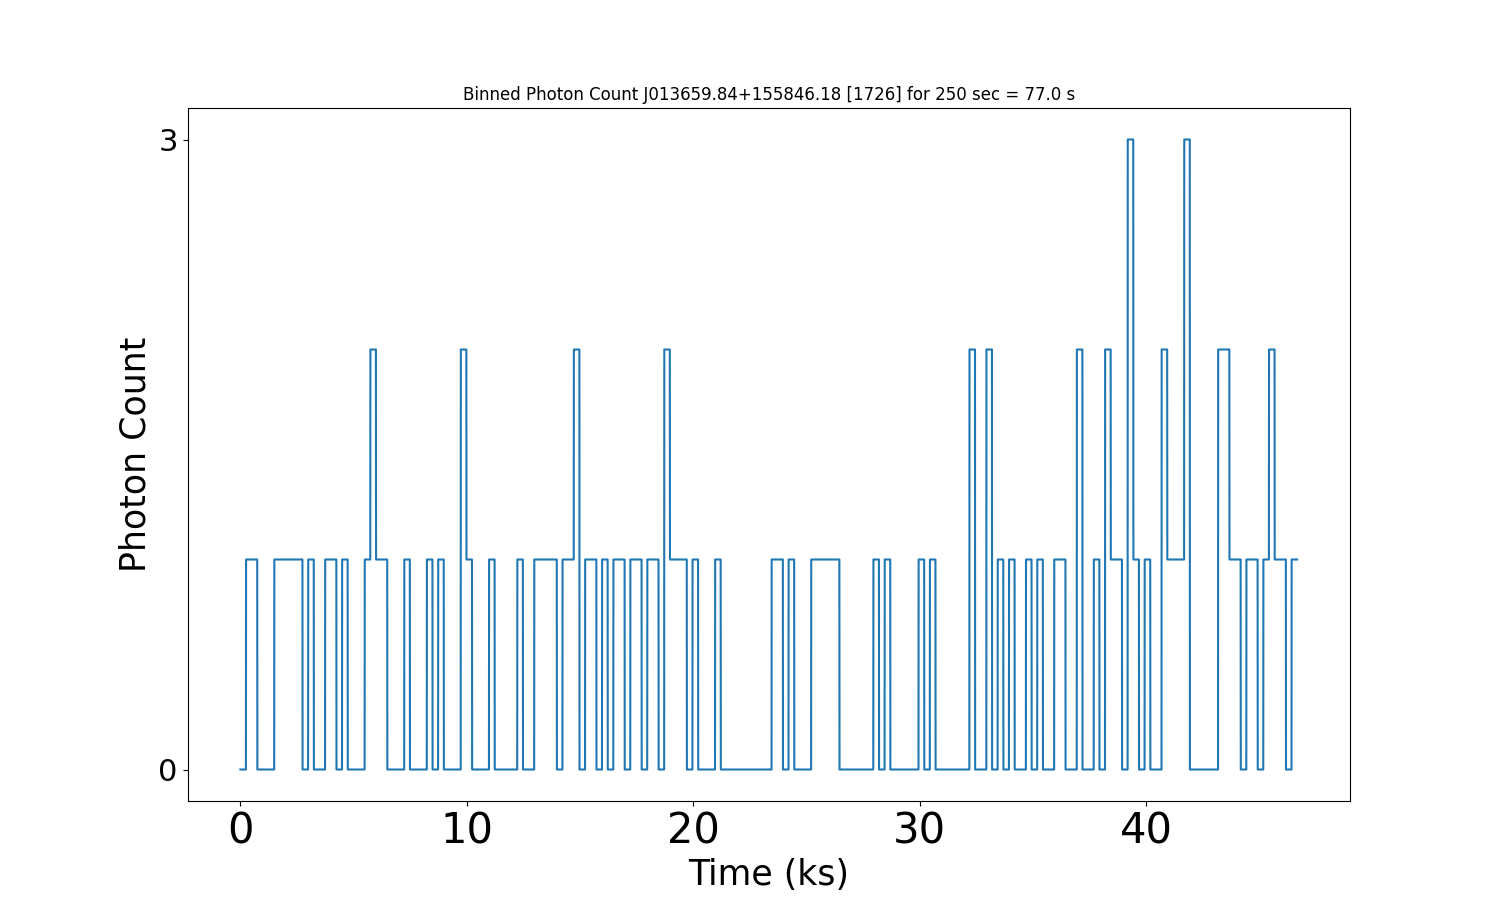 Binned Photon Count J013659.84+155846.18 [1726] for 250 sec = 77.0 s
3
Photon Count
0
0 10 20 30 40
Time (ks)